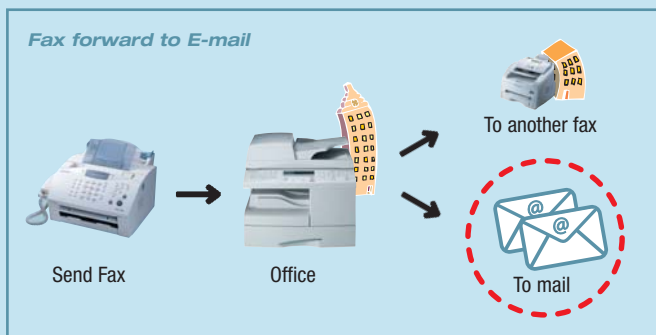 Fax forward to E-mail
To another fax
Send Fax
Office
@
@
To mail